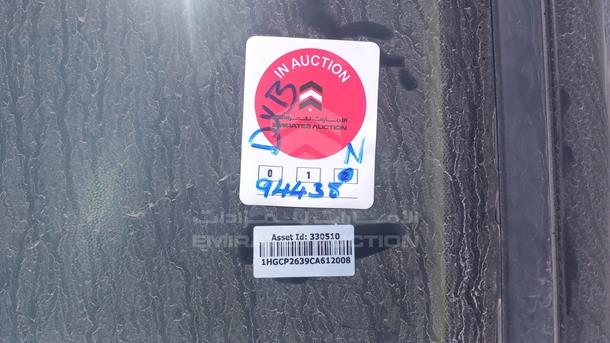 IN AUCTION
الإمارات للمزادات
EMIRATES AUCTION
DXB
N
0 1 2
94438
الإمارات للمزادات
EMIRATES AUCTION
Asset Id: 330510
1HGCP2639CA612008